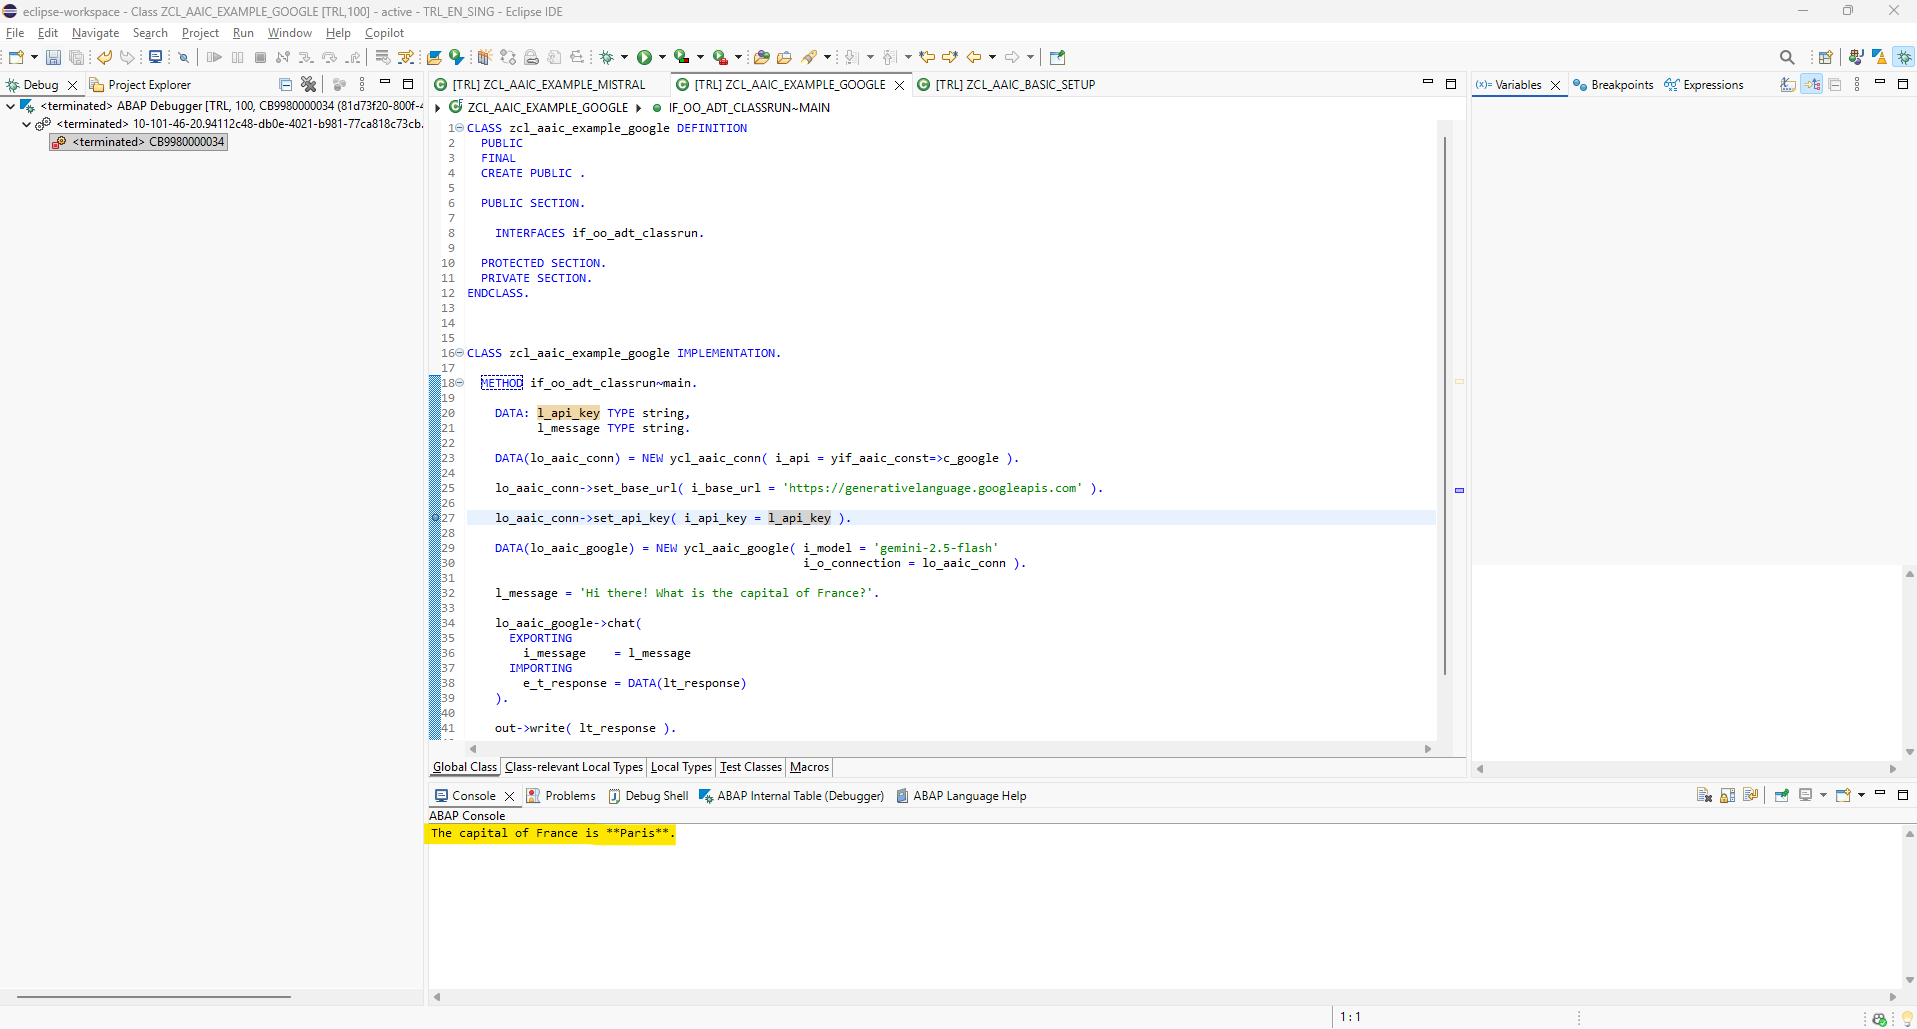 eclipse-workspace - Class ZCL_AAIC_EXAMPLE_GOOGLE [TRL,100] - active - TRL_EN_SING - Eclipse IDE
File Edit Navigate Search Project Run Window Help Copilot
Debug
Project Explorer
<terminated> ABAP Debugger [TRL, 100, CB9980000034 (81d73f20-800f-4
<terminated> 10-101-46-20.94112c48-db0e-4021-b981-77ca818c73cb.
<terminated> CB9980000034
[TRL] ZCL_AAIC_EXAMPLE_MISTRAL
[TRL] ZCL_AAIC_EXAMPLE_GOOGLE
[TRL] ZCL_AAIC_BASIC_SETUP
ZCL_AAIC_EXAMPLE_GOOGLE
IF_OO_ADT_CLASSRUN~MAIN
1 CLASS zcl_aaic_example_google DEFINITION
2 PUBLIC
3 FINAL
4 CREATE PUBLIC .
5
6 PUBLIC SECTION.
7
8 INTERFACES if_oo_adt_classrun.
9
10 PROTECTED SECTION.
11 PRIVATE SECTION.
12 ENDCLASS.
13
14
15
16 CLASS zcl_aaic_example_google IMPLEMENTATION.
17
18 METHOD if_oo_adt_classrun~main.
19
20 DATA: l_api_key TYPE string,
21 l_message TYPE string.
22
23 DATA(lo_aaic_conn) = NEW ycl_aaic_conn( i_api = yif_aaic_const=>c_google ).
24
25 lo_aaic_conn->set_base_url( i_base_url = 'https://generativelanguage.googleapis.com' ).
26
27 lo_aaic_conn->set_api_key( i_api_key = l_api_key ).
28
29 DATA(lo_aaic_google) = NEW ycl_aaic_google( i_model = 'gemini-2.5-flash'
30 i_o_connection = lo_aaic_conn ).
31
32 l_message = 'Hi there! What is the capital of France?'.
33
34 lo_aaic_google->chat(
35 EXPORTING
36 i_message = l_message
37 IMPORTING
38 e_t_response = DATA(lt_response)
39 ).
40
41 out->write( lt_response ).
Global Class Class-relevant Local Types Local Types Test Classes Macros
(x)= Variables
Breakpoints
Expressions
Console
Problems
Debug Shell
ABAP Internal Table (Debugger)
ABAP Language Help
ABAP Console
The capital of France is **Paris**.
1:1